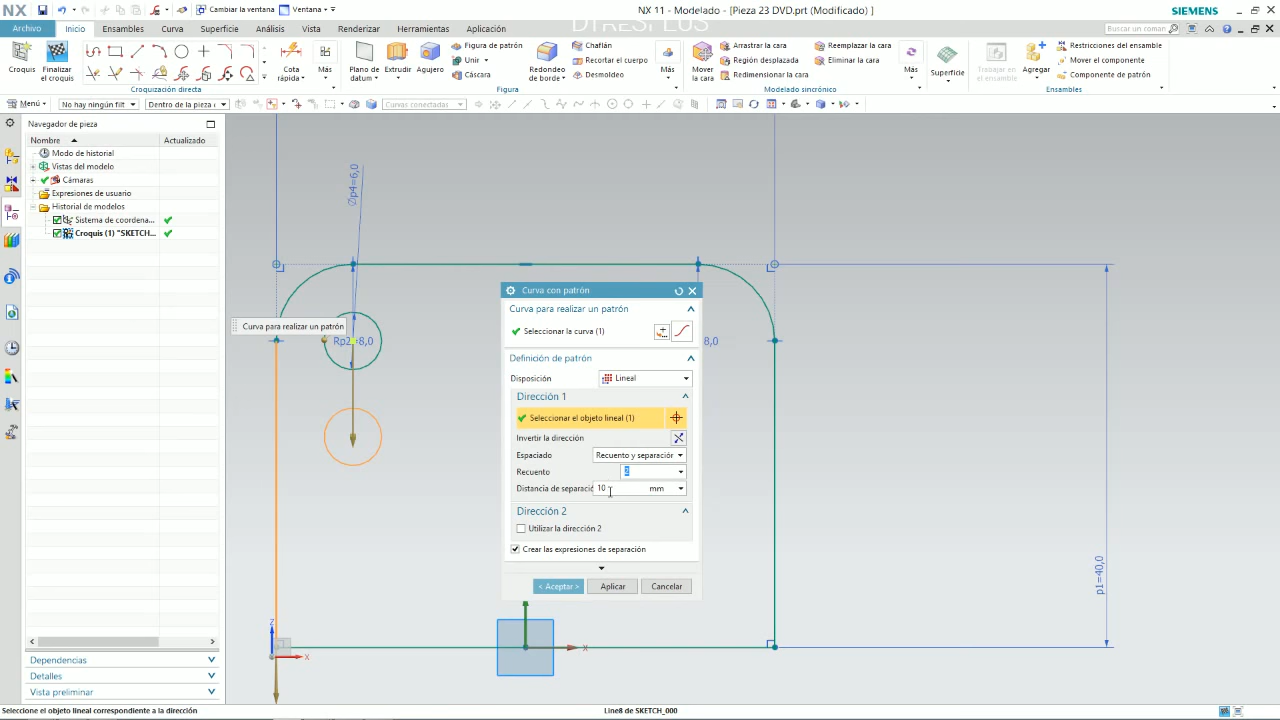 NX
Cambiar la ventana
Ventana
NX 11 - Modelado - [Pieza 23 DVD.prt (Modificado) ]
SIEMENS
DTRESPLUS
Archivo
Inicio
Ensambles
Curva
Superficie
Análisis
Vista
Renderizar
Herramientas
Aplicación
Buscar un coman
Croquis
Finalizar el croquis
Cota rápida
Más
Croquización directa
Plano de datum
Extrudir
Agujero
Figura de patrón
Unir
Cáscara
Redondeo de borde
Chaflán
Recortar el cuerpo
Desmoldeo
Más
Figura
Mover la cara
Arrastrar la cara
Región desplazada
Redimensionar la cara
Reemplazar la cara
Eliminar la cara
Más
Modelado sincrónico
Superficie
Trabajar en el ensamble
Agregar
Restricciones del ensamble
Mover el componente
Componente de patrón
Ensambles
Menú
No hay ningún filt
Dentro de la pieza
Curvas conectadas
Navegador de pieza
Nombre
Actualizado
Modo de historial
Vistas del modelo
Cámaras
Expresiones de usuario
Historial de modelos
Sistema de coordena...
Croquis (1) "SKETCH...
Dependencias
Detalles
Vista preliminar
Øp4=6,0
Curva para realizar un patrón
8,0
8,0
p1=40,0
Z
X
X
Curva con patrón
Curva para realizar un patrón
Seleccionar la curva (1)
Definición de patrón
Disposición
Lineal
Dirección 1
Seleccionar el objeto lineal (1)
Invertir la dirección
Espaciado
Recuento y separación
Recuento
2
Distancia de separació
10
mm
Dirección 2
Utilizar la dirección 2
Crear las expresiones de separación
< Aceptar >
Aplicar
Cancelar
Seleccione el objeto lineal correspondiente a la dirección
Line8 de SKETCH_000